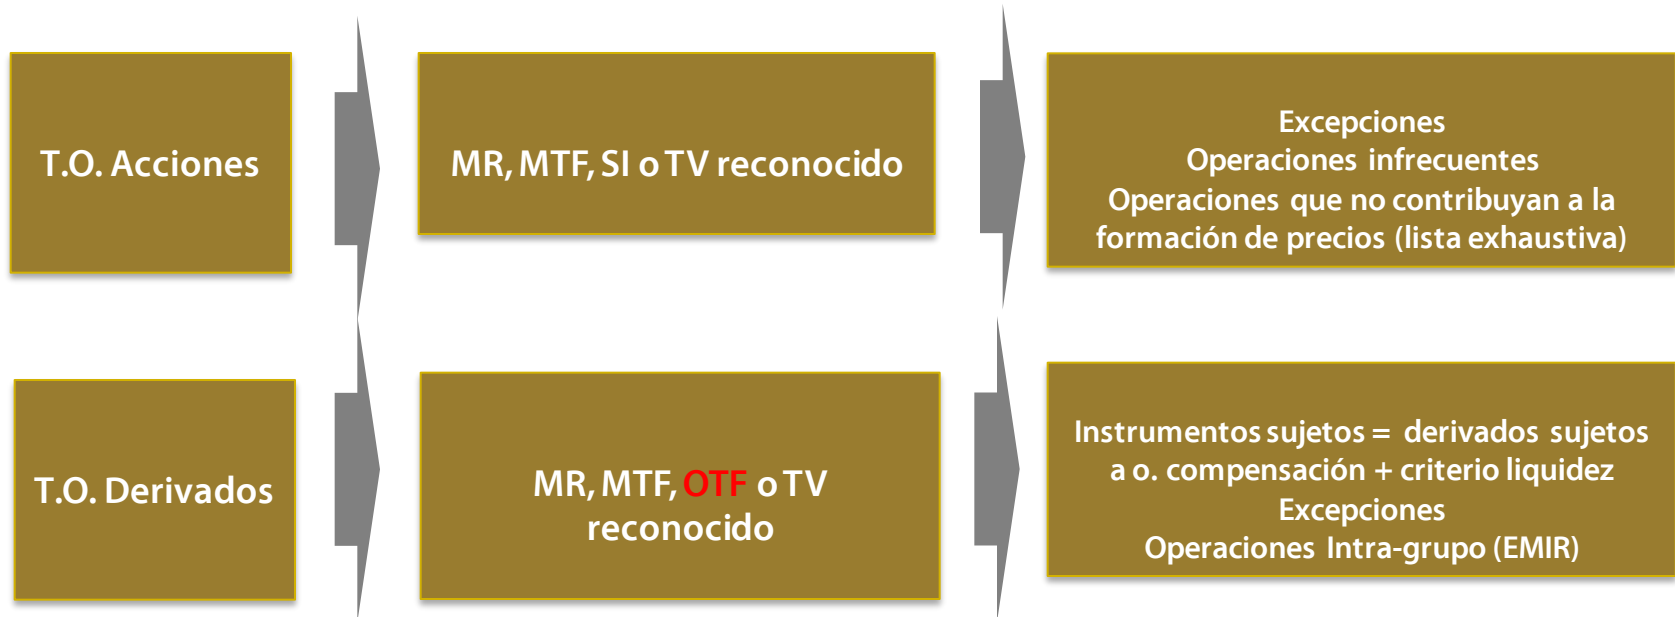 T.O. Acciones
MR, MTF, SI o TV reconocido
Excepciones
Operaciones infrecuentes
Operaciones que no contribuyan a la
formación de precios (lista exhaustiva)
T.O. Derivados
MR, MTF, OTF o TV
reconocido
Instrumentos sujetos = derivados sujetos
a o. compensación + criterio liquidez
Excepciones
Operaciones Intra-grupo (EMIR)